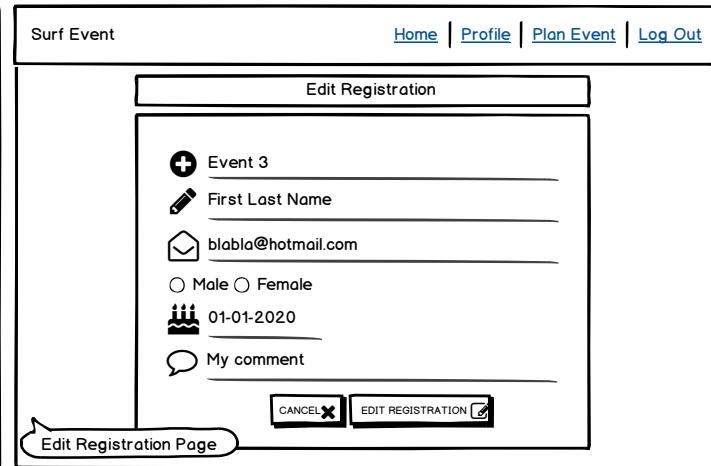 Surf Event Home Profile Plan Event Log Out
Edit Registration
Event 3
First Last Name
blabla@hotmail.com
Male Female
01-01-2020
My comment
CANCEL EDIT REGISTRATION
Edit Registration Page